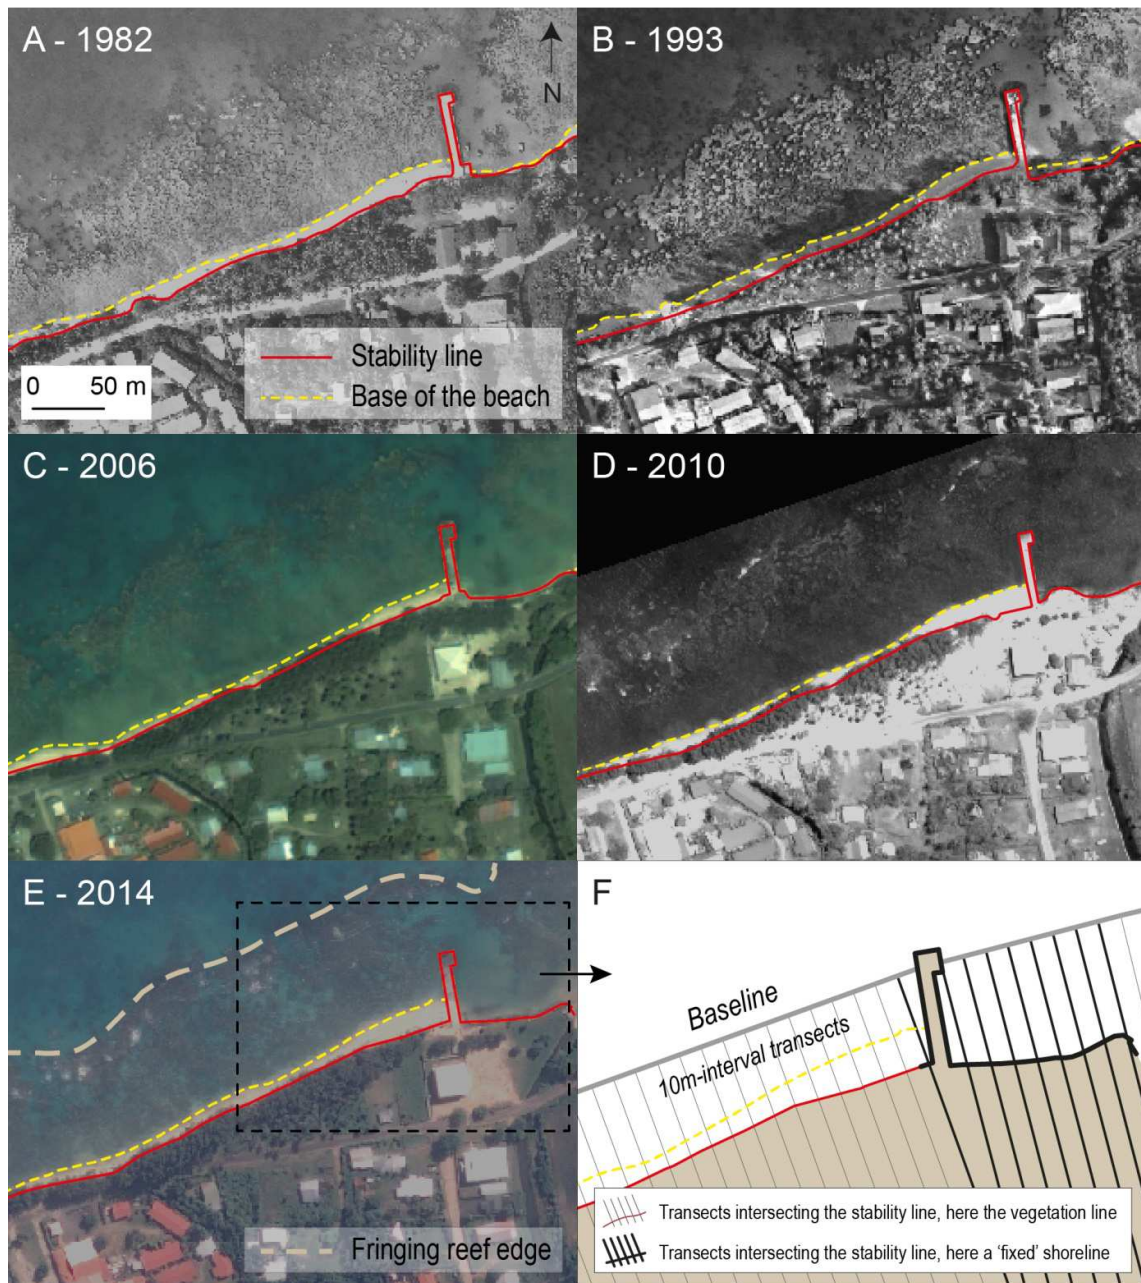 A - 1982
N
B - 1993
Stability line
0 50 m
Base of the beach
C - 2006
D - 2010
E - 2014
F
Baseline
10m-interval transects
Transects intersecting the stability line, here the vegetation line
Fringing reef edge
Transects intersecting the stability line, here a 'fixed' shoreline